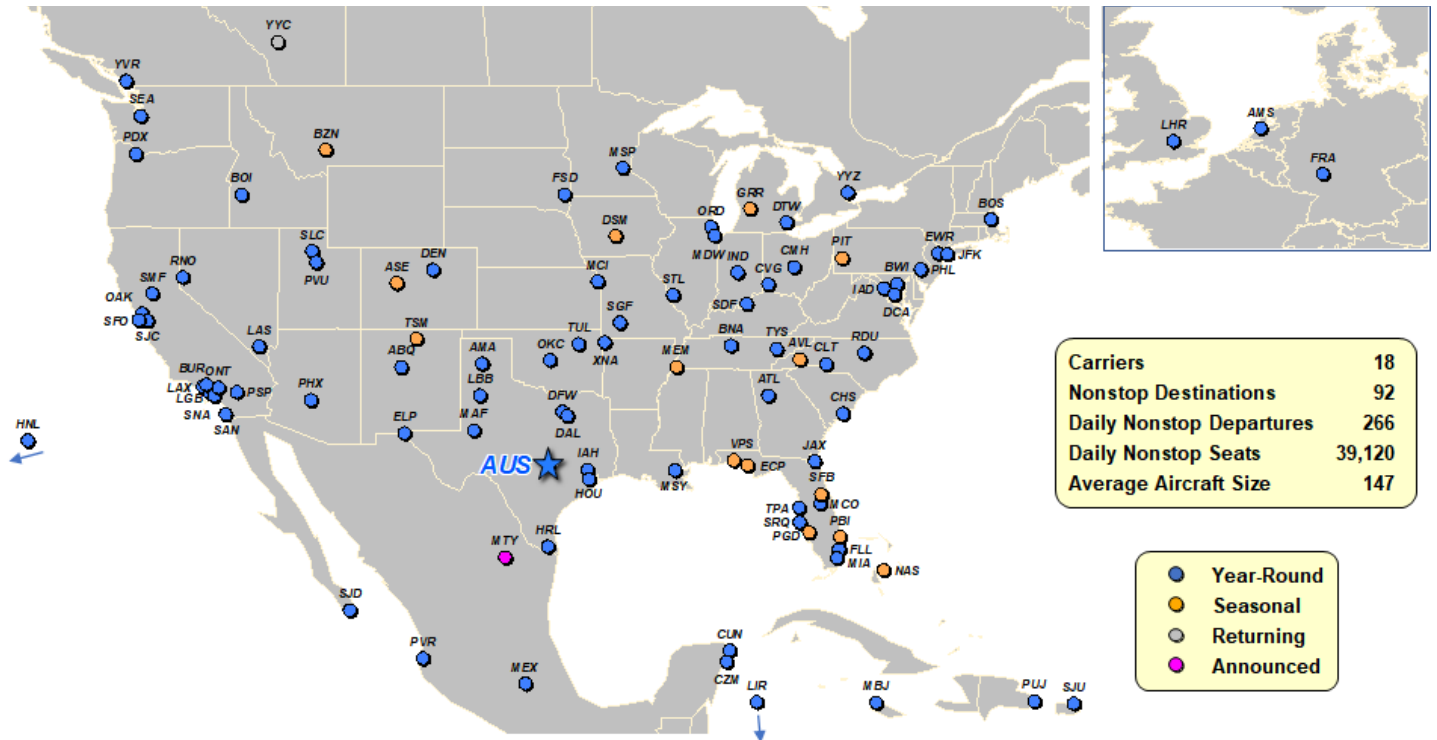 YYC
YVR
SEA
PDX
BZN
BOI
MSP
FSD
YYZ
GRR
DTW
BOS
ORD
DSM
MDW
IND
CMH
PIT
EWR
JFK
PHL
BWI
IAD
DCA
SLC
PVU
DEN
ASE
RNO
SMF
OAK
SFO
SJC
MCI
STL
CVG
SDF
SGF
LAS
TSM
ABQ
AMA
LBB
OKC
TUL
XNA
MEM
BNA
TYS
AVL
CLT
RDU
BUR
ONT
LAX
LGB
PSP
SNA
SAN
PHX
ELP
MAF
DFW
DAL
ATL
CHS
HNL
AUS
IAH
HOU
MSY
VPS
ECP
JAX
SFB
MCO
TPA
SRQ
PGD
PBI
FLL
MIA
NAS
MTY
HRL
SJD
PVR
MEX
CUN
CZM
LIR
MBJ
PUJ
SJU
LHR
AMS
FRA
Carriers 18
Nonstop Destinations 92
Daily Nonstop Departures 266
Daily Nonstop Seats 39,120
Average Aircraft Size 147
Year-Round
Seasonal
Returning
Announced